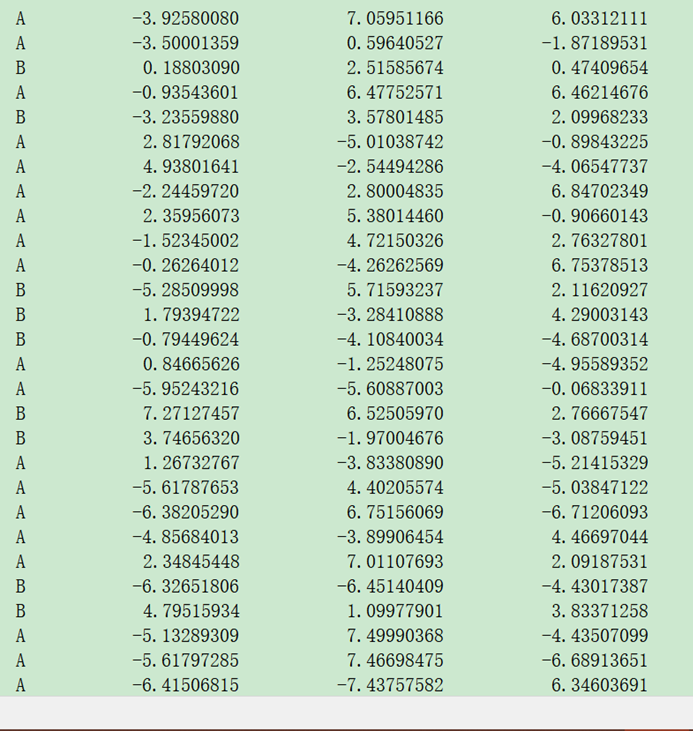 A -3.92580080 7.05951166 6.03312111
A -3.50001359 0.59640527 -1.87189531
B 0.18803090 2.51585674 0.47409654
A -0.93543601 6.47752571 6.46214676
B -3.23559880 3.57801485 2.09968233
A 2.81792068 -5.01038742 -0.89843225
A 4.93801641 -2.54494286 -4.06547737
A -2.24459720 2.80004835 6.84702349
A 2.35956073 5.38014460 -0.90660143
A -1.52345002 4.72150326 2.76327801
A -0.26264012 -4.26262569 6.75378513
B -5.28509998 5.71593237 2.11620927
B 1.79394722 -3.28410888 4.29003143
B -0.79449624 -4.10840034 -4.68700314
A 0.84665626 -1.25248075 -4.95589352
A -5.95243216 -5.60887003 -0.06833911
B 7.27127457 6.52505970 2.76667547
B 3.74656320 -1.97004676 -3.08759451
A 1.26732767 -3.83380890 -5.21415329
A -5.61787653 4.40205574 -5.03847122
A -6.38205290 6.75156069 -6.71206093
A -4.85684013 -3.89906454 4.46697044
A 2.34845448 7.01107693 2.09187531
B -6.32651806 -6.45140409 -4.43017387
B 4.79515934 1.09977901 3.83371258
A -5.13289309 7.49990368 -4.43507099
A -5.61797285 7.46698475 -6.68913651
A -6.41506815 -7.43757582 6.34603691